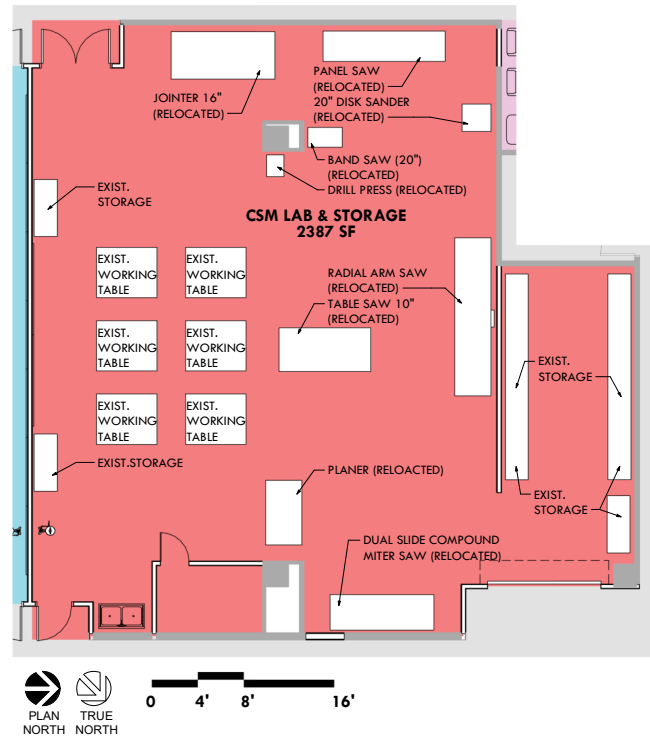 PANEL SAW
(RELOCATED)
JOINTER 16"
(RELOCATED)
20" DISK SANDER
(RELOCATED)
BAND SAW (20")
(RELOCATED)
DRILL PRESS (RELOCATED)
EXIST.
STORAGE
CSM LAB & STORAGE
2387 SF
EXIST.
WORKING
TABLE
EXIST.
WORKING
TABLE
RADIAL ARM SAW
(RELOCATED)
TABLE SAW 10"
(RELOCATED)
EXIST.
WORKING
TABLE
EXIST.
WORKING
TABLE
EXIST.
STORAGE
EXIST.
WORKING
TABLE
EXIST.
WORKING
TABLE
EXIST.STORAGE
PLANER (RELOACTED)
EXIST.
STORAGE
DUAL SLIDE COMPOUND
MITER SAW (RELOCATED)
PLAN
NORTH
TRUE
NORTH
0 4' 8' 16'